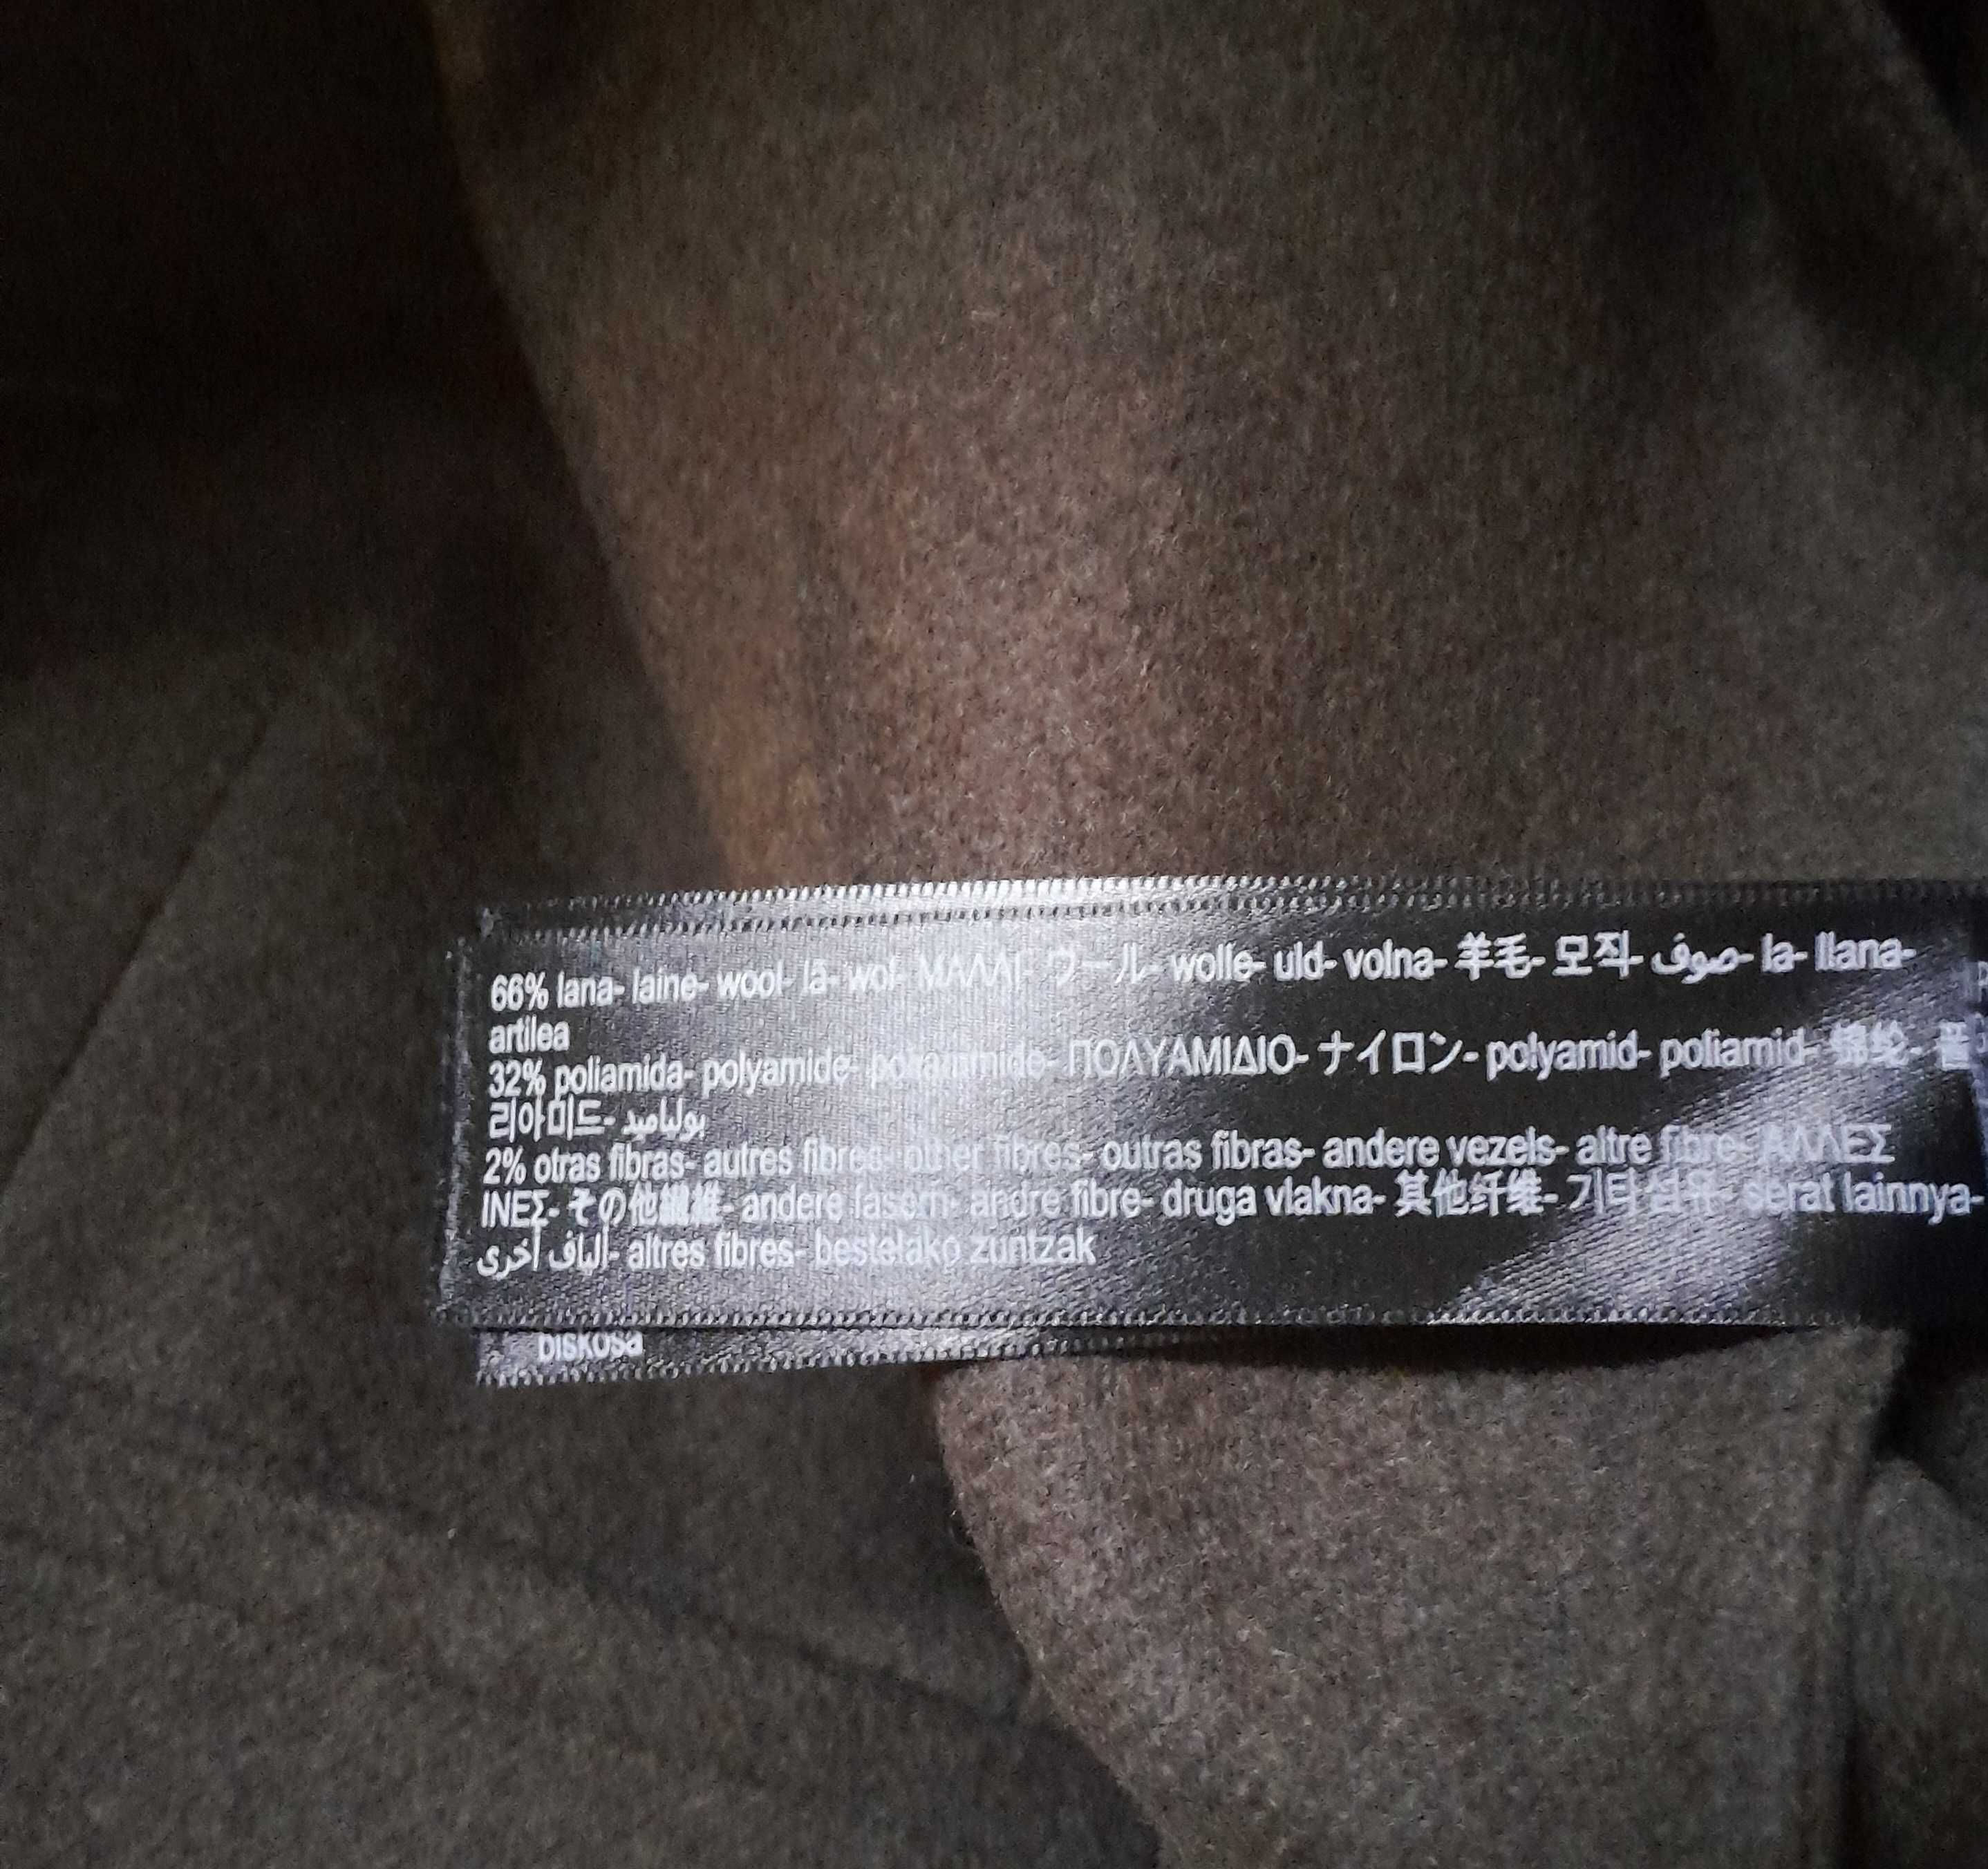 66% lana- laine- wool- lã- wol- ΜΑΛΛΙ- ウール- wolle- uld- volna- 羊毛- 모직- صوف- la- llana-
artilea
32% poliamida- polyamide- poliammide- ΠΟΛΥΑΜΙΔΙΟ- ナイロン- polyamid- poliamid- 锦纶- 폴
리아미드- بولياميد
2% otras fibras- autres fibres- other fibres- outras fibras- andere vezels- altre fibre- ΑΛΛΕΣ
ΙΝΕΣ- その他繊維- andere fasern- andre fibre- druga vlakna- 其他纤维- 기타섬유- serat lainnya-
ألياف أخرى- altres fibres- bestelako zuntzak
biskosa